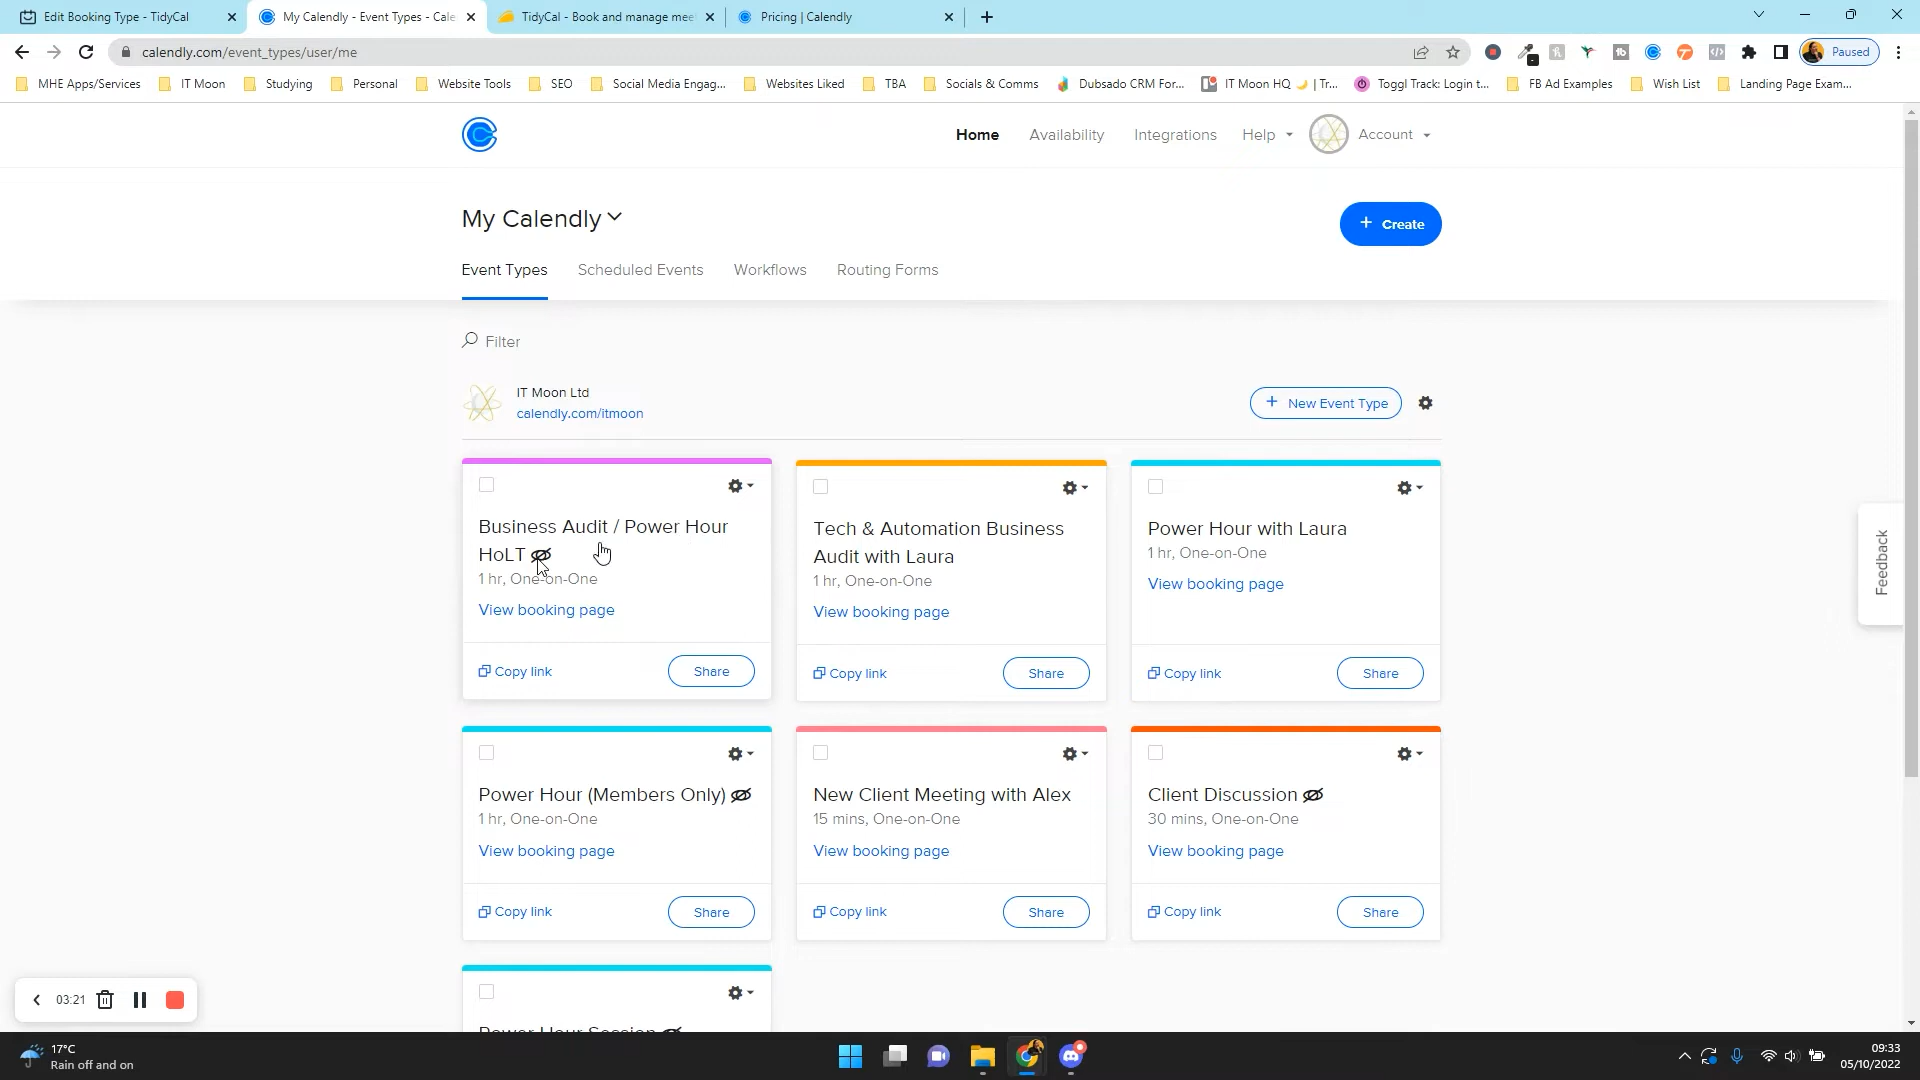 Edit Booking Type - TidyCal
My Calendly - Event Types - Cale
TidyCal - Book and manage mee
Pricing | Calendly
calendly.com/event_types/user/me
Paused
MHE Apps/Services
IT Moon
Studying
Personal
Website Tools
SEO
Social Media Engag...
Websites Liked
TBA
Socials & Comms
Dubsado CRM For...
IT Moon HQ 🌙 | Tr...
Toggl Track: Login t...
FB Ad Examples
Wish List
Landing Page Exam...
Home
Availability
Integrations
Help
Account
My Calendly
+ Create
Event Types
Scheduled Events
Workflows
Routing Forms
Filter
IT Moon Ltd
calendly.com/itmoon
+ New Event Type
Business Audit / Power Hour
HoLT
1 hr, One-on-One
View booking page
Copy link
Share
Tech & Automation Business
Audit with Laura
1 hr, One-on-One
View booking page
Copy link
Share
Power Hour with Laura
1 hr, One-on-One
View booking page
Copy link
Share
Power Hour (Members Only)
1 hr, One-on-One
View booking page
Copy link
Share
New Client Meeting with Alex
15 mins, One-on-One
View booking page
Copy link
Share
Client Discussion
30 mins, One-on-One
View booking page
Copy link
Share
Power Hour Session
Feedback
03:21
17°C
Rain off and on
09:33
05/10/2022